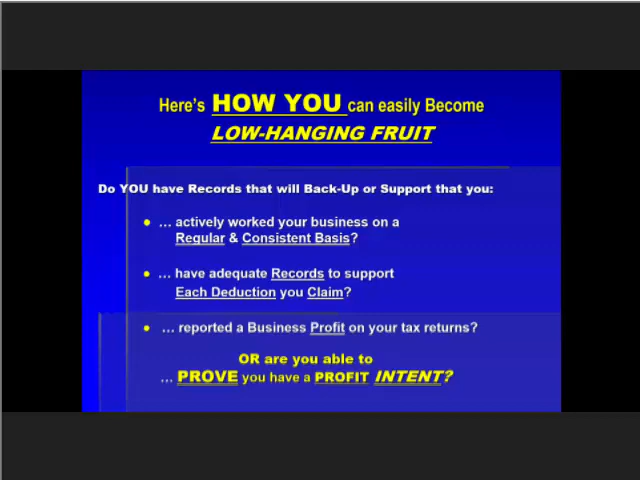 Here's HOW YOU can easily Become
LOW-HANGING FRUIT
Do YOU have Records that will Back-Up or Support that you:
• … actively worked your business on a
Regular & Consistent Basis?
• … have adequate Records to support
Each Deduction you Claim?
• … reported a Business Profit on your tax returns?
OR are you able to
… PROVE you have a PROFIT INTENT?